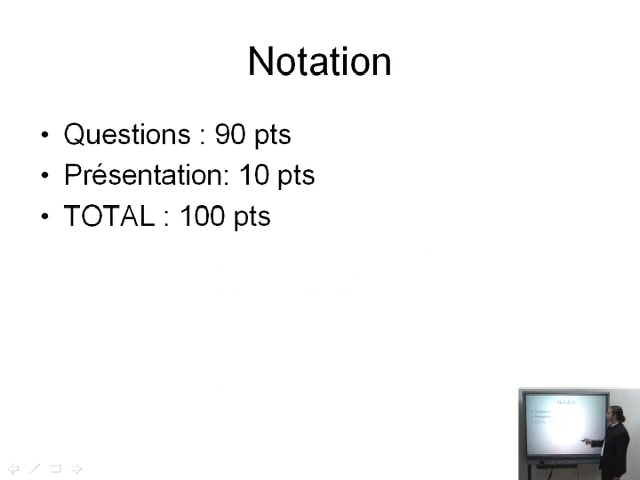 Notation
• Questions : 90 pts
• Présentation: 10 pts
• TOTAL : 100 pts